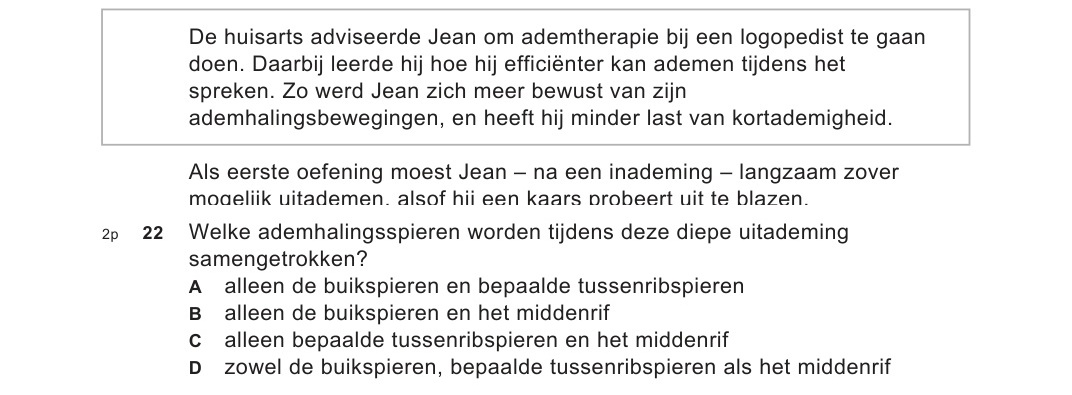 De huisarts adviseerde Jean om ademtherapie bij een logopedist te gaan
doen. Daarbij leerde hij hoe hij efficiënter kan ademen tijdens het
spreken. Zo werd Jean zich meer bewust van zijn
ademhalingsbewegingen, en heeft hij minder last van kortademigheid.
Als eerste oefening moest Jean – na een inademing – langzaam zover
mogelijk uitademen, alsof hij een kaars probeert uit te blazen.
2p 22 Welke ademhalingsspieren worden tijdens deze diepe uitademing
samengetrokken?
A alleen de buikspieren en bepaalde tussenribspieren
B alleen de buikspieren en het middenrif
C alleen bepaalde tussenribspieren en het middenrif
D zowel de buikspieren, bepaalde tussenribspieren als het middenrif